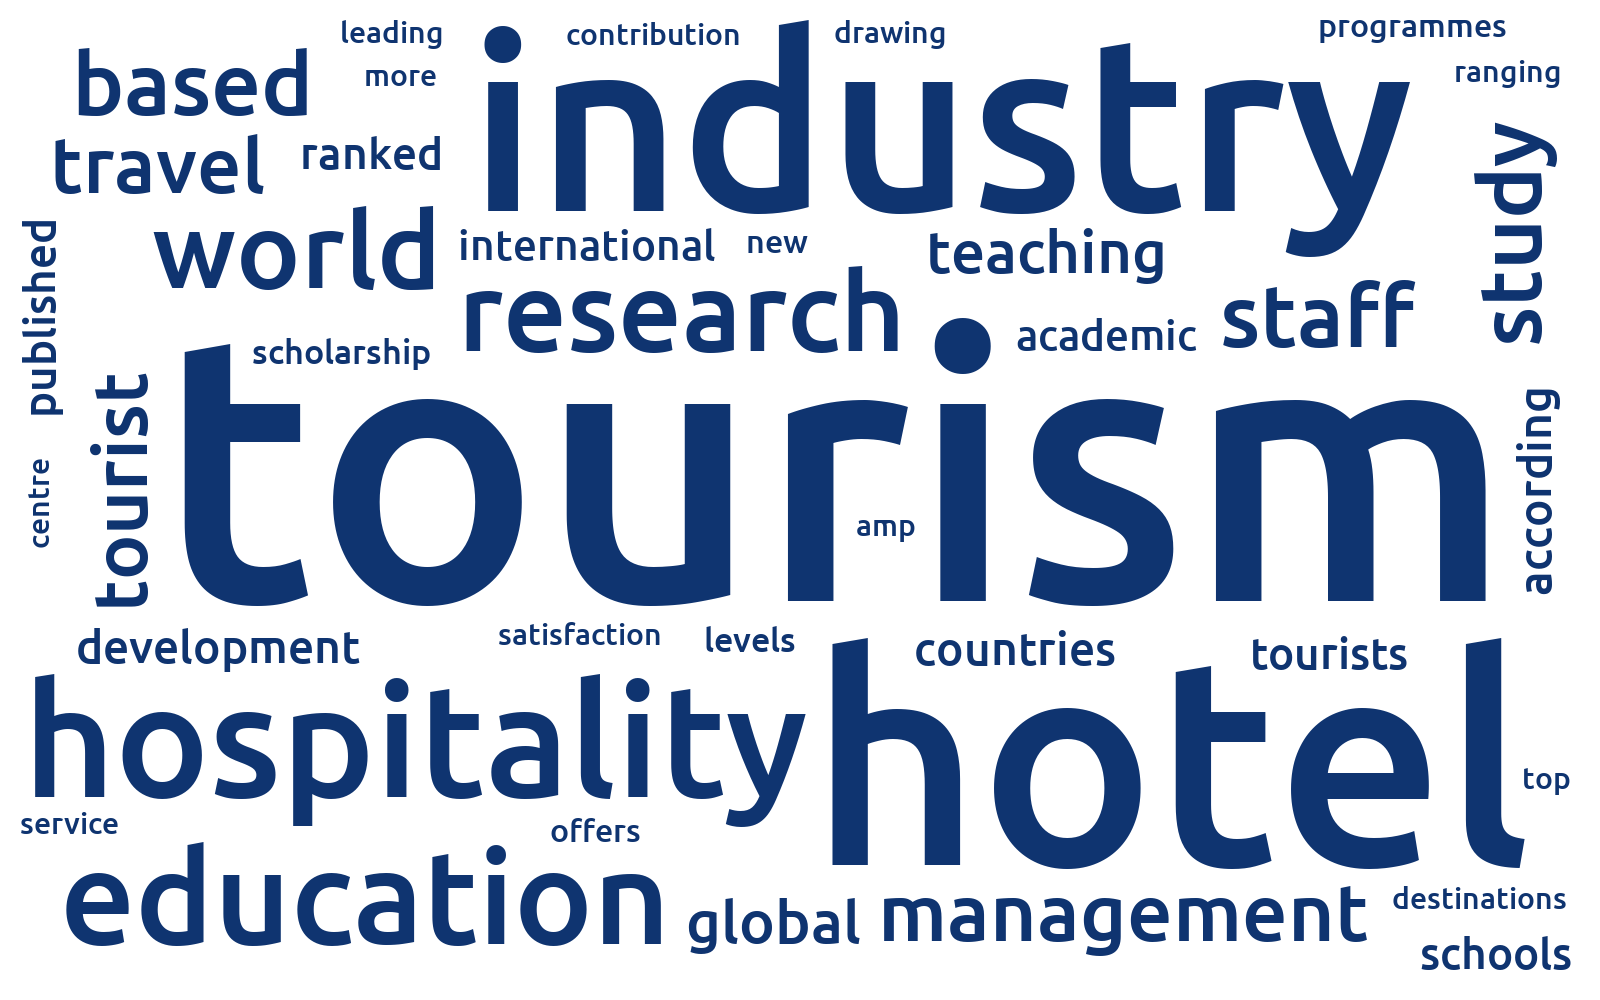 leading
contribution
drawing
programmes
based
more
industry
ranging
travel
ranked
study
published
world
international
new
teaching
research
staff
scholarship
academic
tourist
tourism
according
centre
amp
development
satisfaction
levels
countries
tourists
hospitality
hotel
top
service
offers
education
global
management
destinations
schools